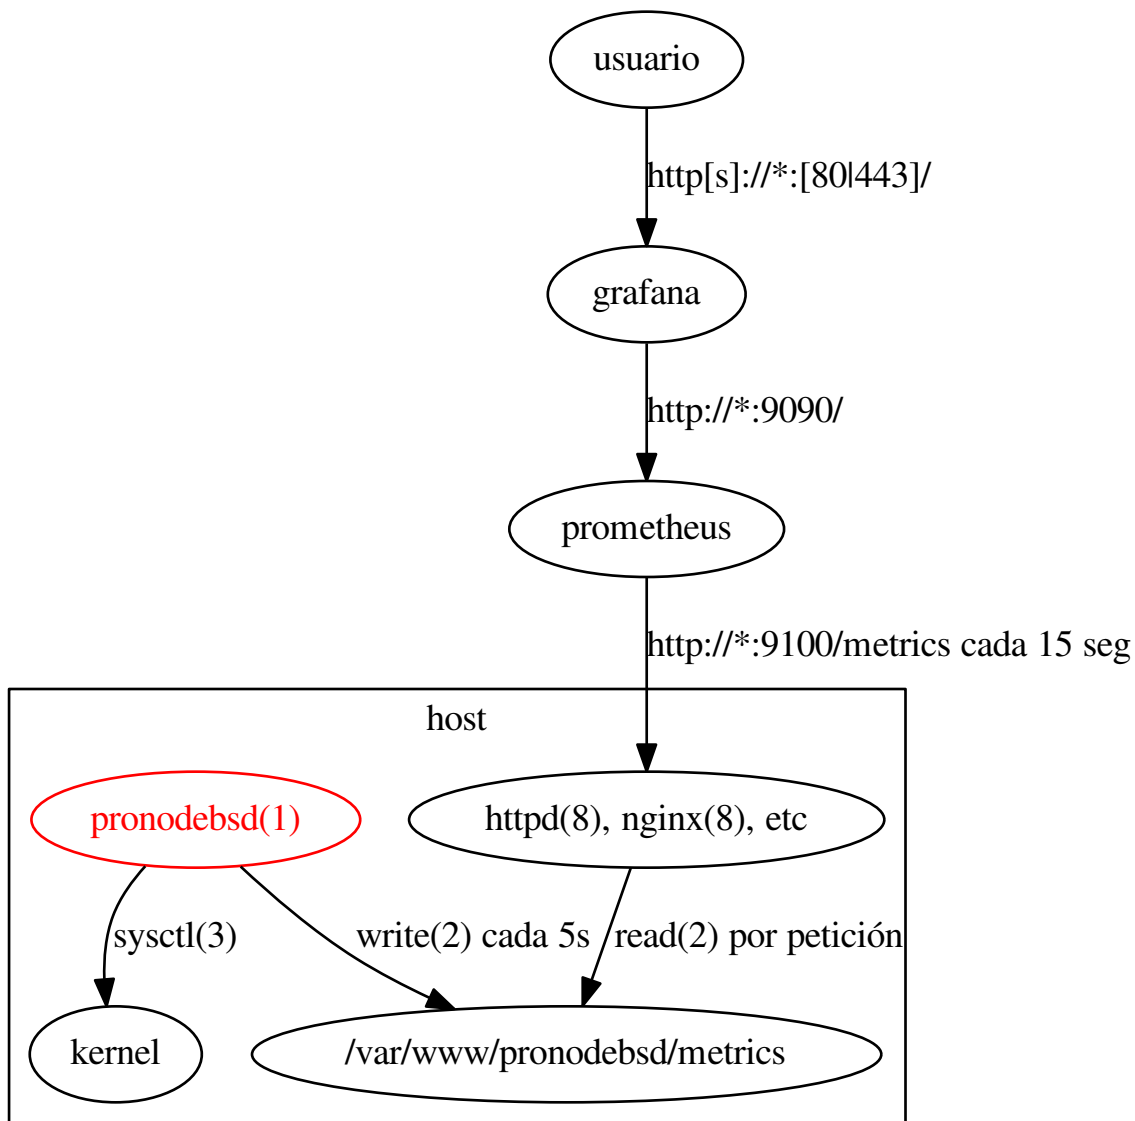 usuario
http[s]://*:[80|443]/
grafana
http://*:9090/
prometheus
http://*:9100/metrics cada 15 seg
host
pronodebsd(1)
httpd(8), nginx(8), etc
sysctl(3)
write(2) cada 5s
read(2) por petición
kernel
/var/www/pronodebsd/metrics